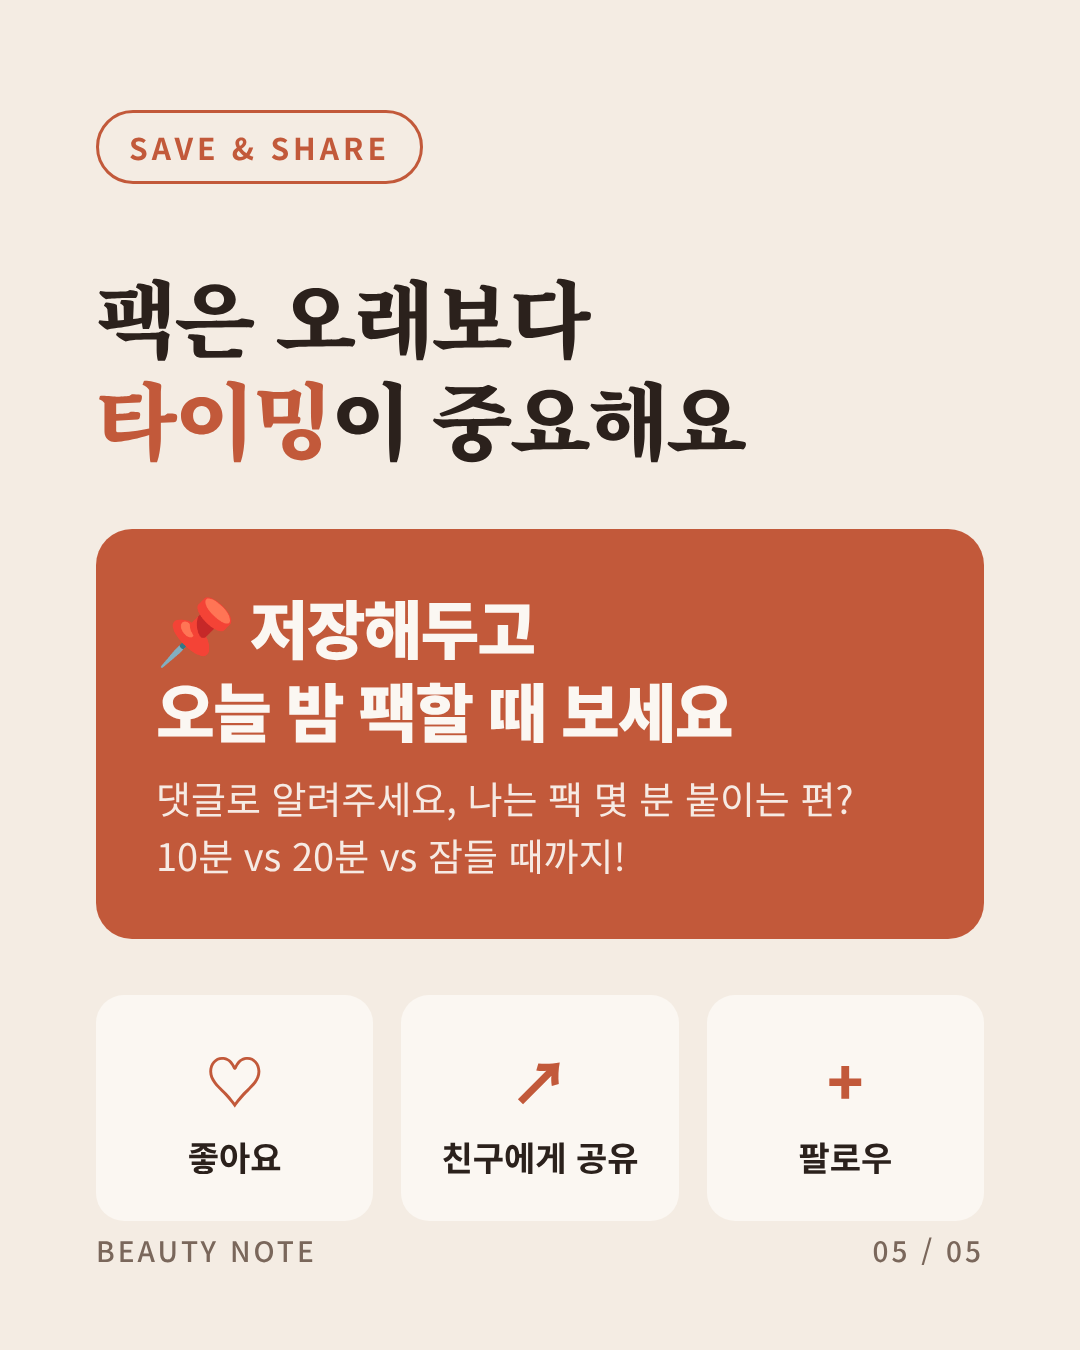 SAVE & SHARE
팩은 오래보다
타이밍이 중요해요
📌 저장해두고
오늘 밤 팩할 때 보세요
댓글로 알려주세요, 나는 팩 몇 분 붙이는 편?
10분 vs 20분 vs 잠들 때까지!
♡
좋아요
↗
친구에게 공유
+
팔로우
BEAUTY NOTE
05 / 05